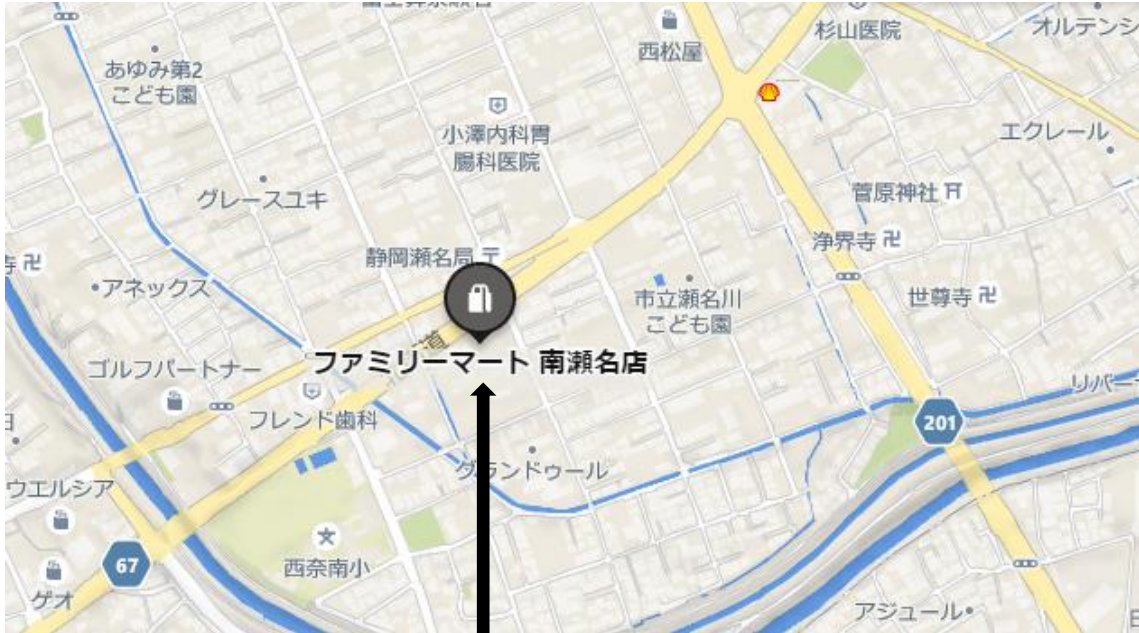 西松屋
杉山医院
オルテンシ
あゆみ第2
こども園
小澤内科胃
腸科医院
エクレール
グレースユキ
菅原神社
浄界寺
静岡瀬名局
寺
アネックス
市立瀬名川
こども園
世尊寺
道
ファミリーマート 南瀬名店
ゴルフパートナー
リバー
フレンド歯科
201
グランドゥール
ウエルシア
67
西奈南小
ゲオ
アジュール